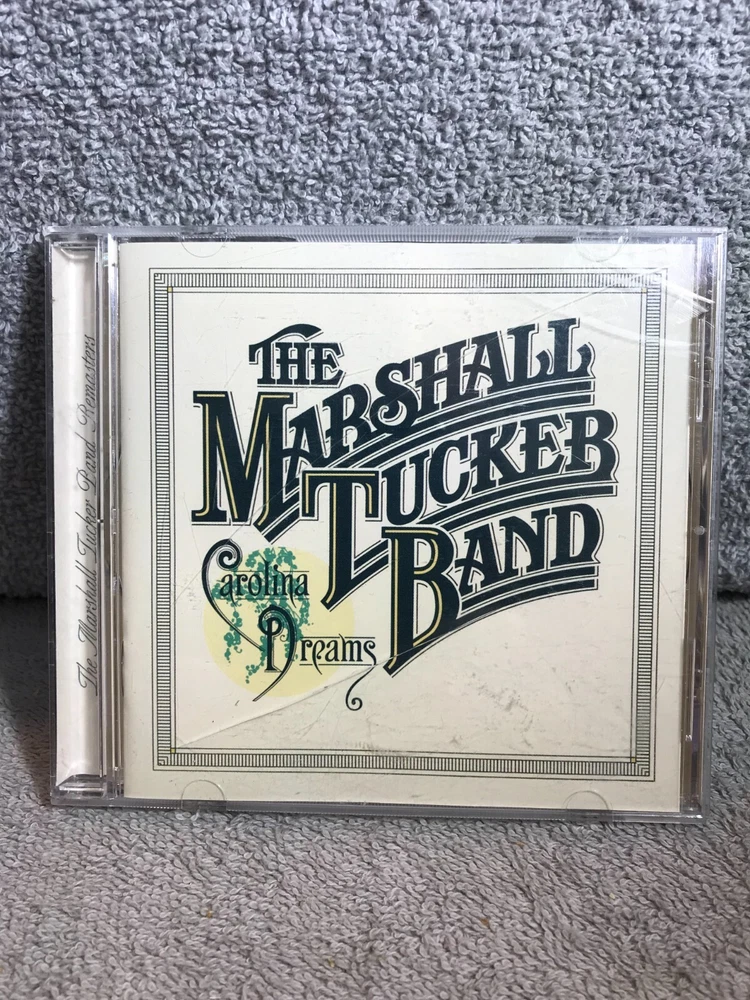 The Marshall Tucker Band Remasters
THE
MARSHALL
TUCKER
BAND
Carolina
Dreams